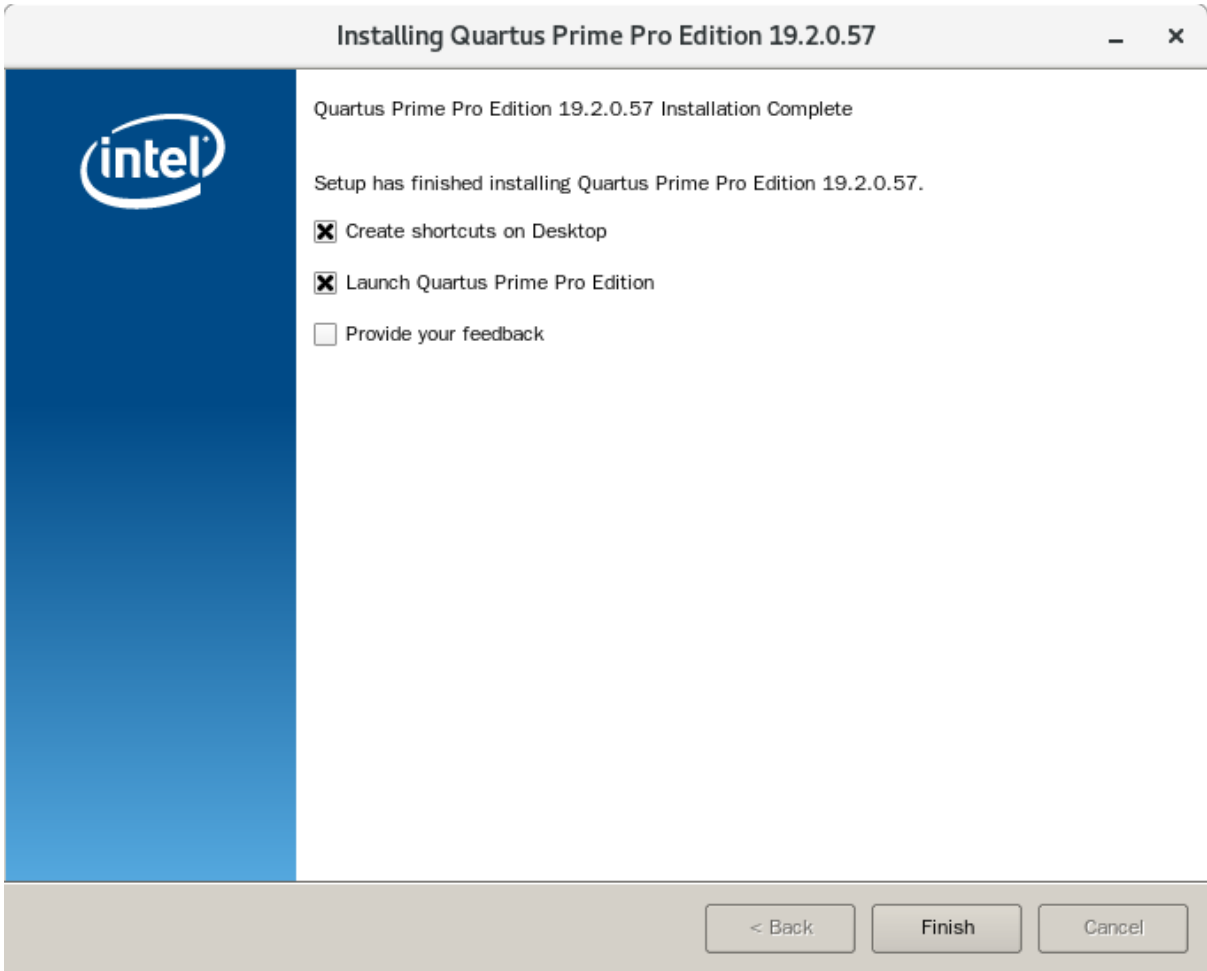 Installing Quartus Prime Pro Edition 19.2.0.57
intel
Quartus Prime Pro Edition 19.2.0.57 Installation Complete
Setup has finished installing Quartus Prime Pro Edition 19.2.0.57.
Create shortcuts on Desktop
Launch Quartus Prime Pro Edition
Provide your feedback
< Back Finish Cancel